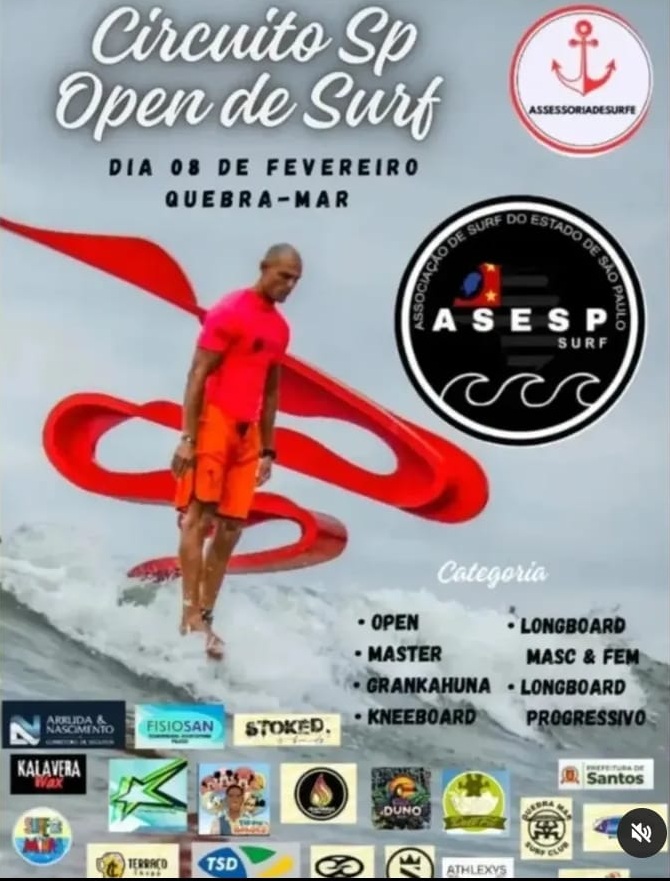 Circuito Sp
Open de Surf
DIA 08 DE FEVEREIRO
QUEBRA-MAR
ASSESSORIADESURFE
ASSOCIAÇÃO DE SURF DO ESTADO DE SÃO PAULO
ASESP
SURF
Categoria
• OPEN
• MASTER
• GRANKAHUNA
• KNEEBOARD
• LONGBOARD
MASC & FEM
• LONGBOARD
PROGRESSIVO
ARRUDA &
NASCIMENTO
FISIOSAN
STOKED.
KALAVERA
Wax
DUNO
PREFEITURA DE
Santos
QUEBRA MAR
SURF CLUB
TERRAÇO
TSD
ATHLEXYS